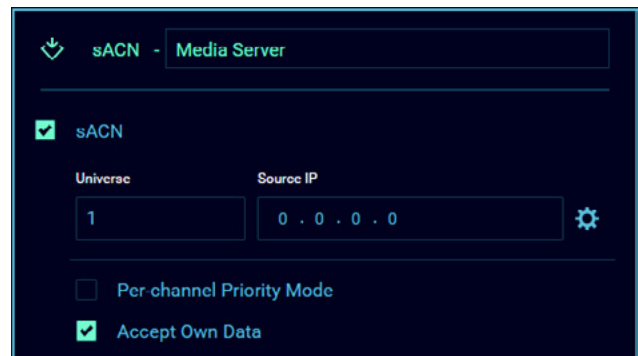 sACN - Media Server
sACN
Universe Source IP
1 0 . 0 . 0 . 0
Per-channel Priority Mode
Accept Own Data